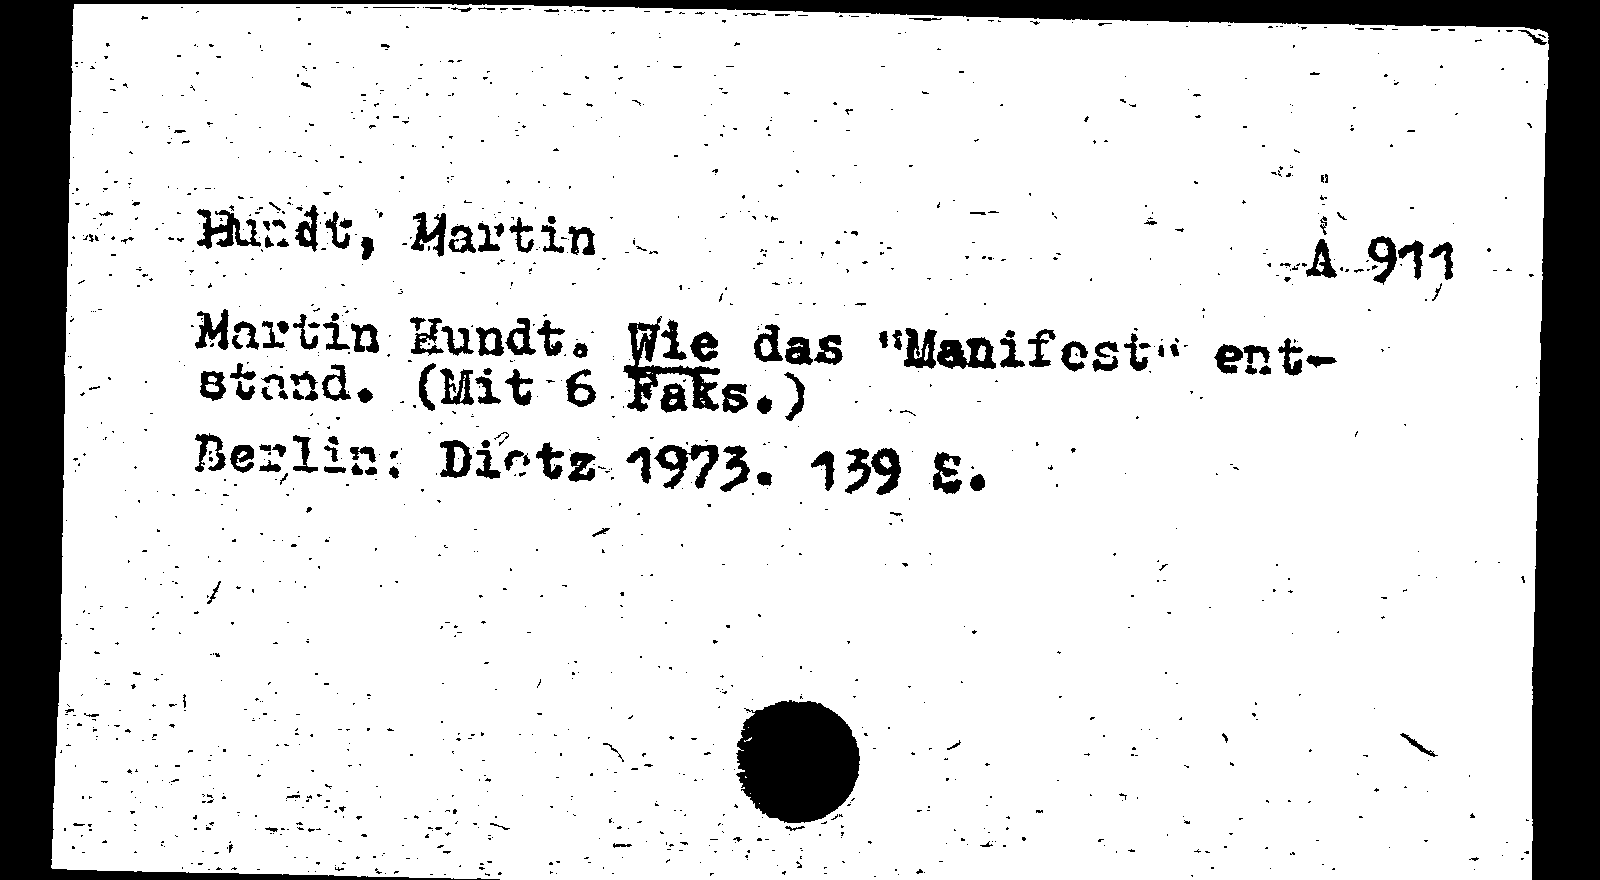 Hundt, Martin
A 911
Martin Hundt. Wie das "Manifest" ent-
stand. (Mit 6 Faks.)
Berlin: Dietz 1973. 139 S.